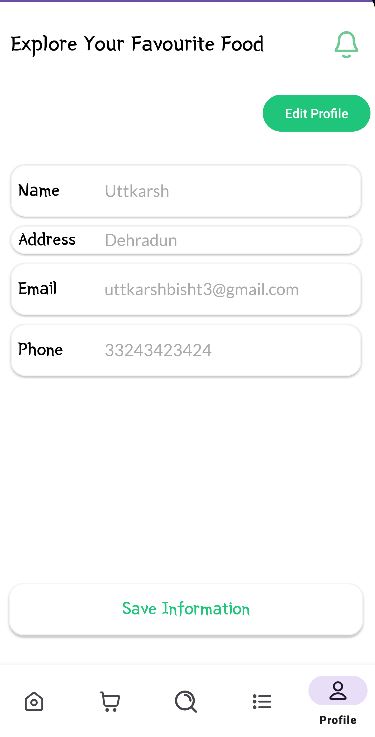 Explore Your Favourite Food
Edit Profile
Name Uttkarsh
Address Dehradun
Email uttkarshbisht3@gmail.com
Phone 33243423424
Save Information
Profile